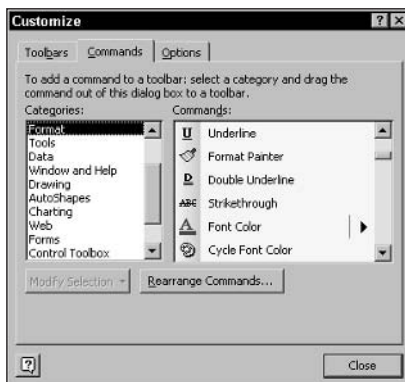 Customize
Toolbars Commands Options
To add a command to a toolbar: select a category and drag the
command out of this dialog box to a toolbar.
Categories: Commands:
Format
Tools
Data
Window and Help
Drawing
AutoShapes
Charting
Web
Forms
Control Toolbox
U Underline
Format Painter
D Double Underline
ABC Strikethrough
A Font Color
Cycle Font Color
Modify Selection
Rearrange Commands...
Close